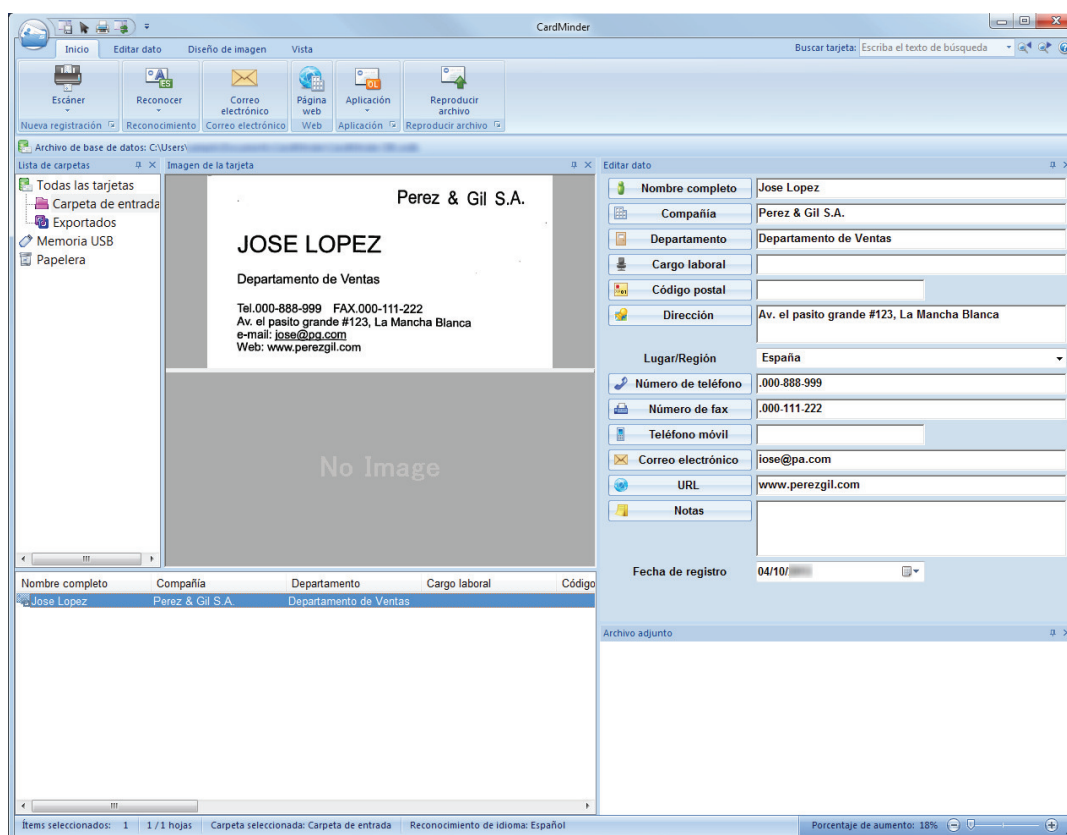 CardMinder
Inicio Editar dato Diseño de imagen Vista
Buscar tarjeta: Escriba el texto de búsqueda
Escáner
Reconocer
Correo electrónico
Página web
Aplicación
Reproducir archivo
Nueva registración Reconocimiento Correo electrónico Web Aplicación Reproducir archivo
Archivo de base de datos: C:\Users\
Lista de carpetas
Todas las tarjetas
Carpeta de entrada
Exportados
Memoria USB
Papelera
Imagen de la tarjeta
Perez & Gil S.A.
JOSE LOPEZ
Departamento de Ventas
Tel.000-888-999 FAX.000-111-222
Av. el pasito grande #123, La Mancha Blanca
e-mail: jose@pg.com
Web: www.perezgil.com
No Image
Editar dato
Nombre completo Jose Lopez
Compañía Perez & Gil S.A.
Departamento Departamento de Ventas
Cargo laboral
Código postal
Dirección Av. el pasito grande #123, La Mancha Blanca
Lugar/Región España
Número de teléfono .000-888-999
Número de fax .000-111-222
Teléfono móvil
Correo electrónico iose@pa.com
URL www.perezgil.com
Notas
Fecha de registro 04/10/
Nombre completo Compañía Departamento Cargo laboral Código
Jose Lopez Perez & Gil S.A. Departamento de Ventas
Archivo adjunto
Ítems seleccionados: 1 1 / 1 hojas Carpeta seleccionada: Carpeta de entrada Reconocimiento de idioma: Español
Porcentaje de aumento: 18%